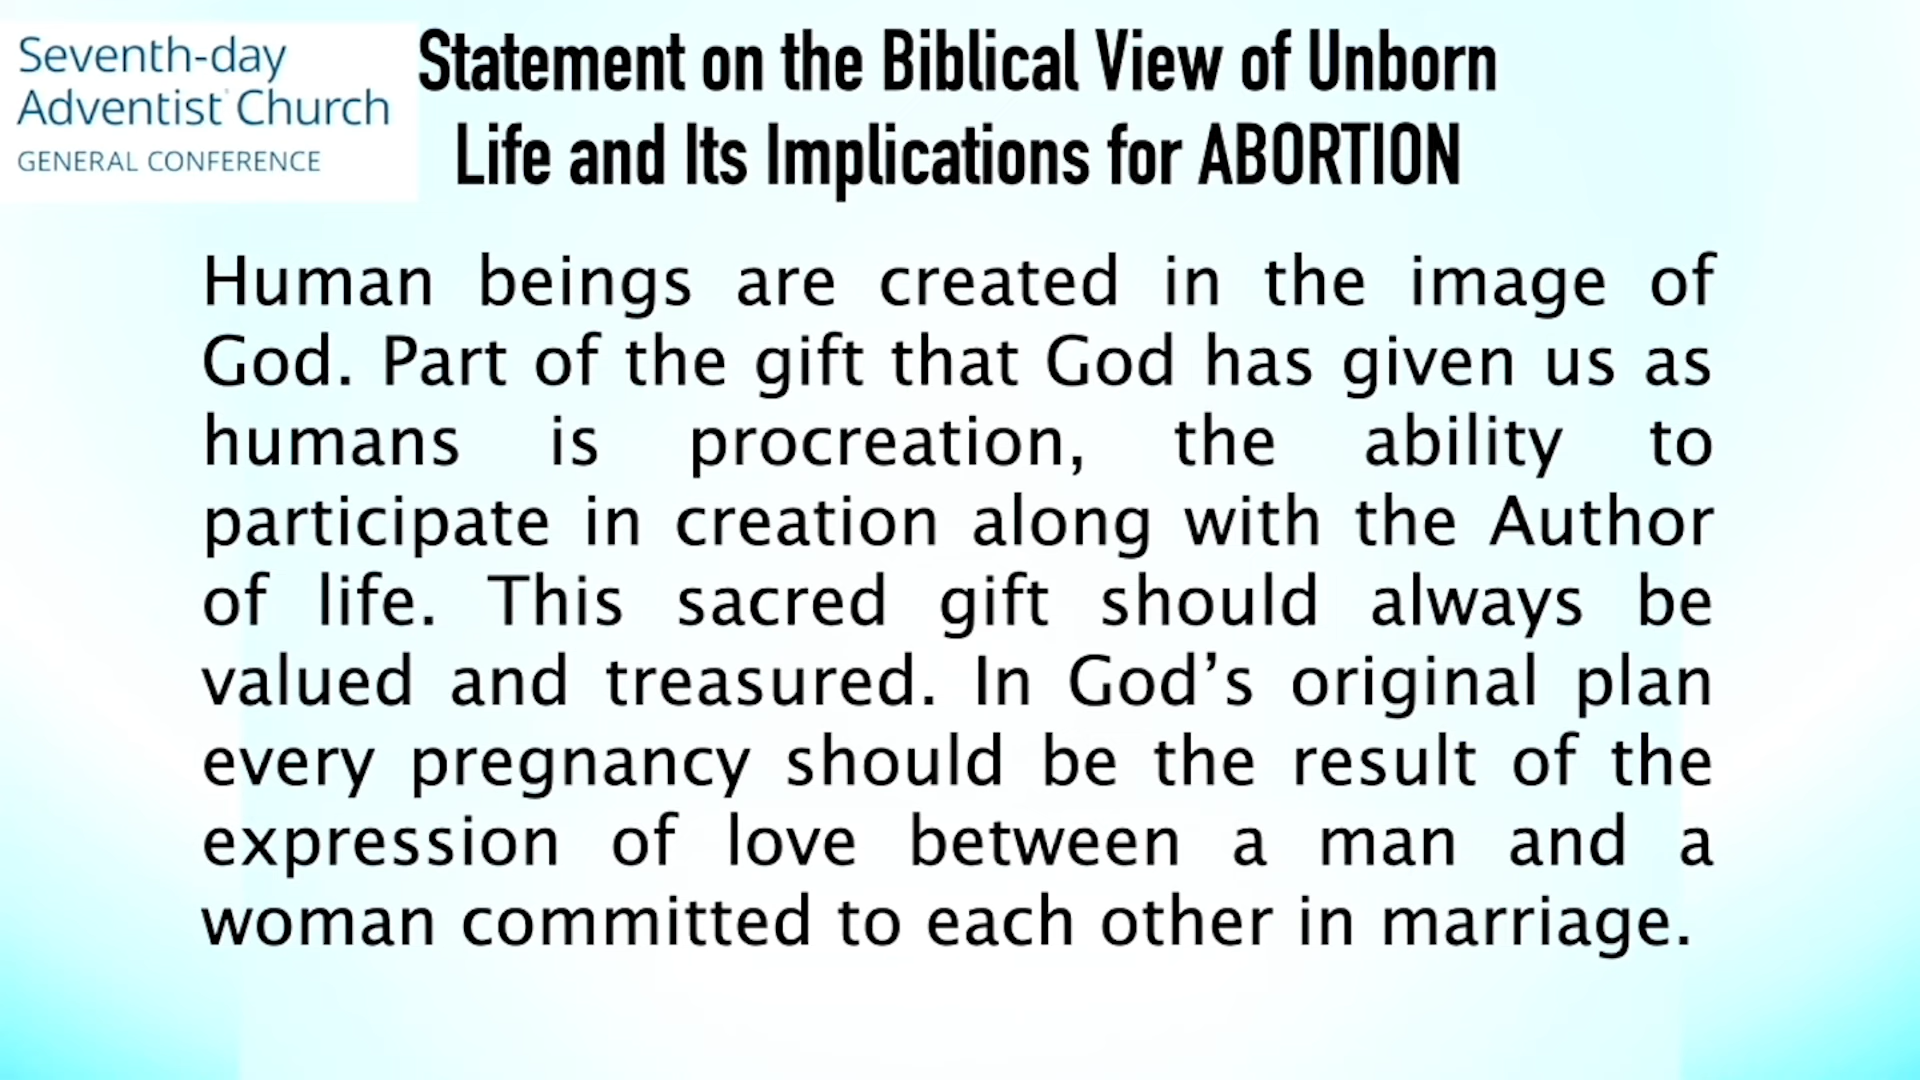 Seventh-day
Adventist Church
GENERAL CONFERENCE
Statement on the Biblical View of Unborn
Life and Its Implications for ABORTION
Human beings are created in the image of
God. Part of the gift that God has given us as
humans is procreation, the ability to
participate in creation along with the Author
of life. This sacred gift should always be
valued and treasured. In God’s original plan
every pregnancy should be the result of the
expression of love between a man and a
woman committed to each other in marriage.